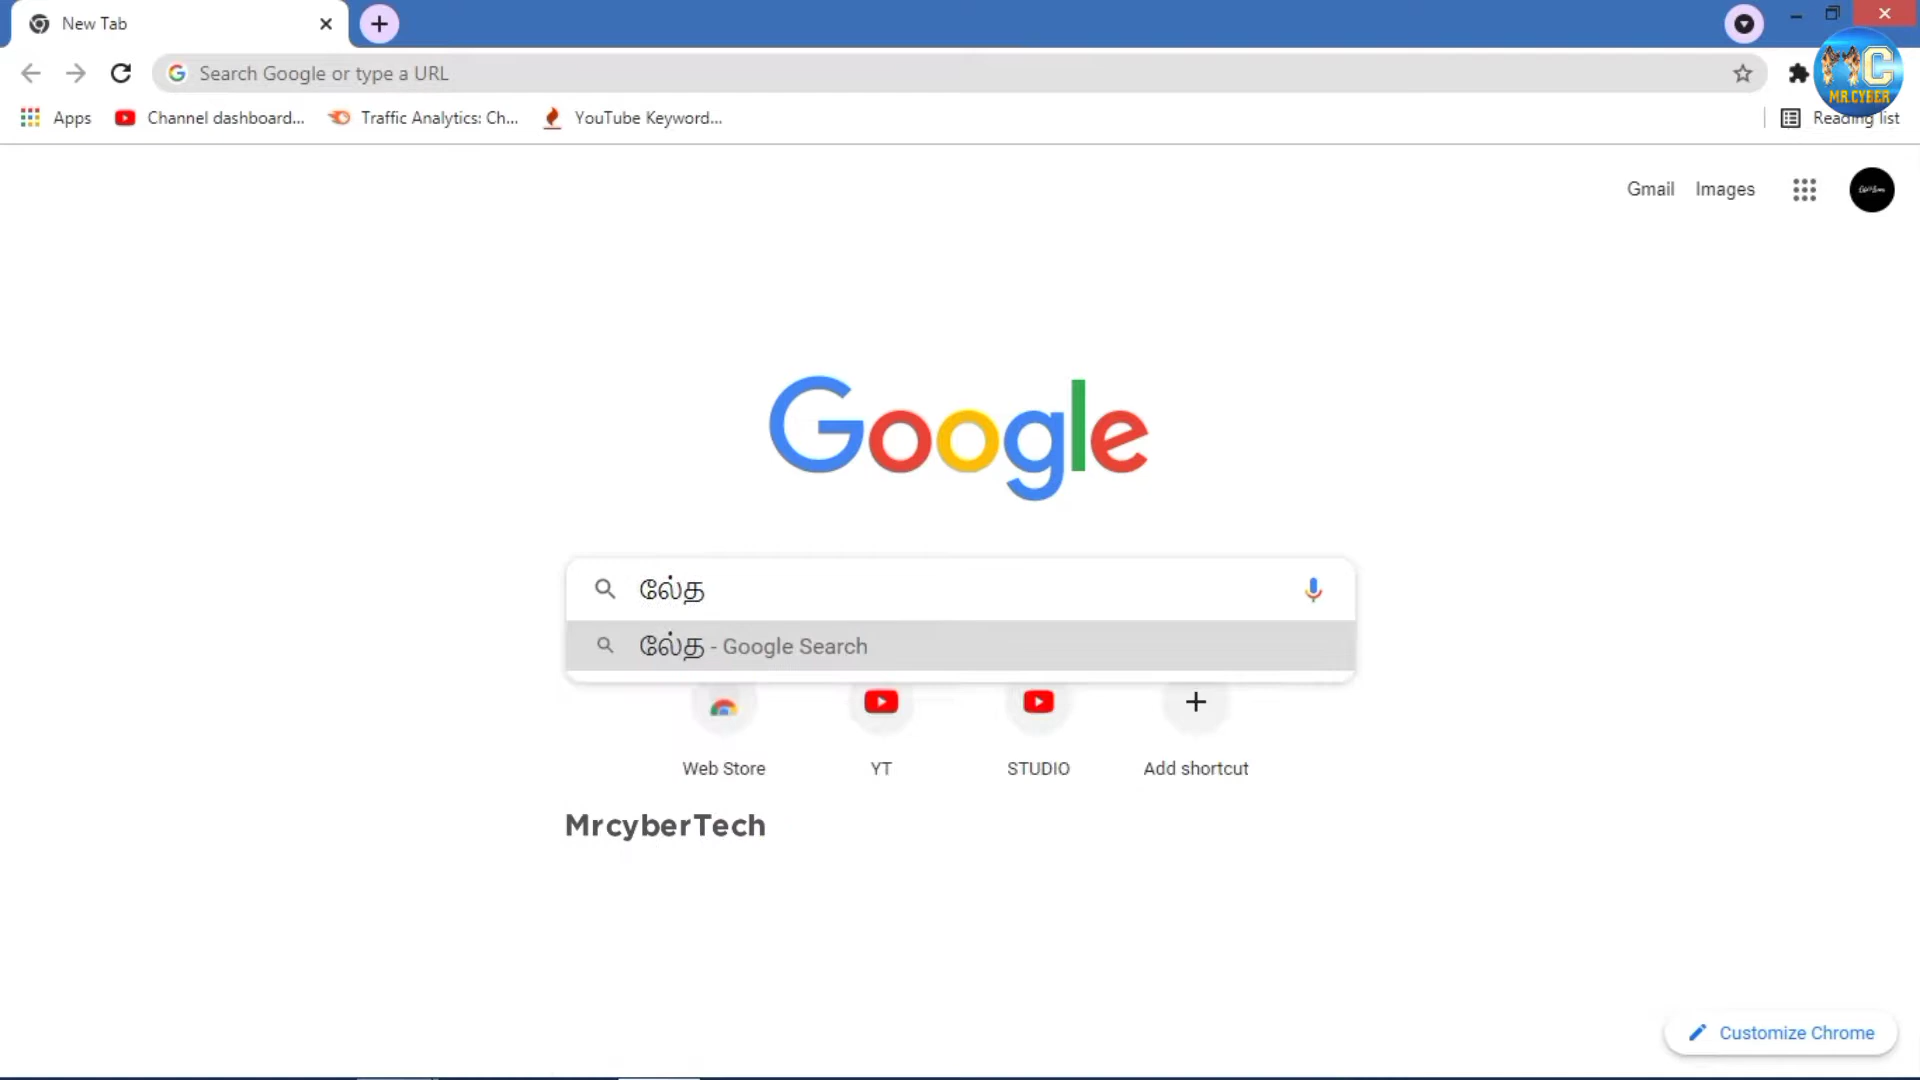 New Tab
Search Google or type a URL
Apps
Channel dashboard...
Traffic Analytics: Ch...
YouTube Keyword...
MC
MR.CYBER
Reading list
Gmail
Images
Google
லே்த
லே்த - Google Search
Web Store
YT
STUDIO
Add shortcut
MrcyberTech
Customize Chrome